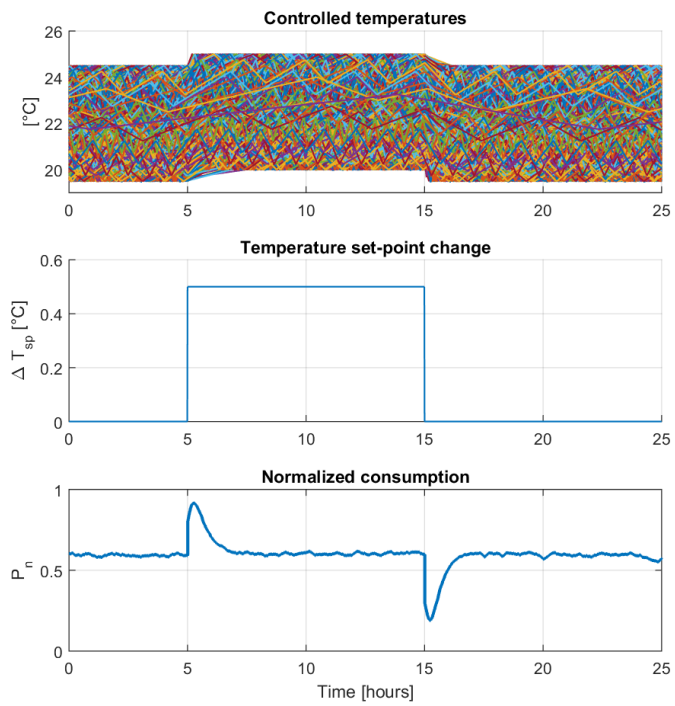 Controlled temperatures
26
24
22
20
[°C]
0 5 10 15 20 25
Temperature set-point change
0.6
0.4
0.2
0
Δ T_sp [°C]
0 5 10 15 20 25
Normalized consumption
1
0.5
0
P_n
0 5 10 15 20 25
Time [hours]